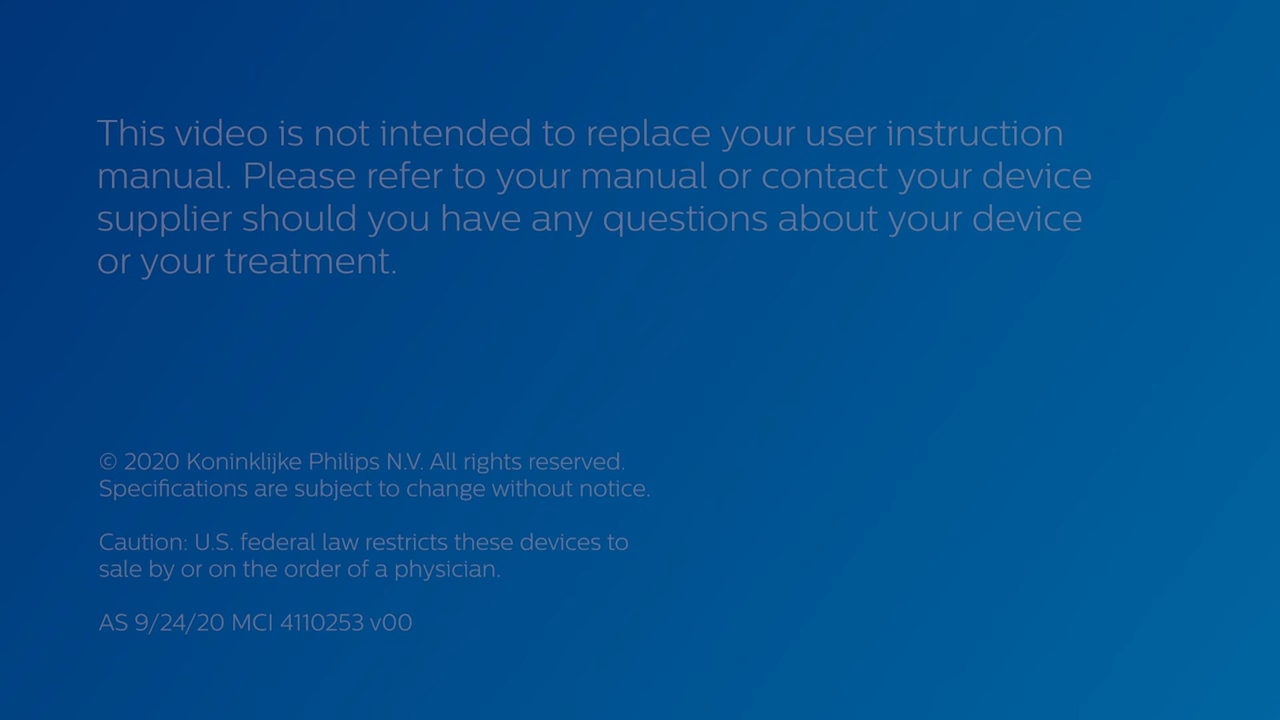 This video is not intended to replace your user instruction
manual. Please refer to your manual or contact your device
supplier should you have any questions about your device
or your treatment.
© 2020 Koninklijke Philips N.V. All rights reserved.
Specifications are subject to change without notice.
Caution: U.S. federal law restricts these devices to
sale by or on the order of a physician.
AS 9/24/20 MCI 4110253 v00